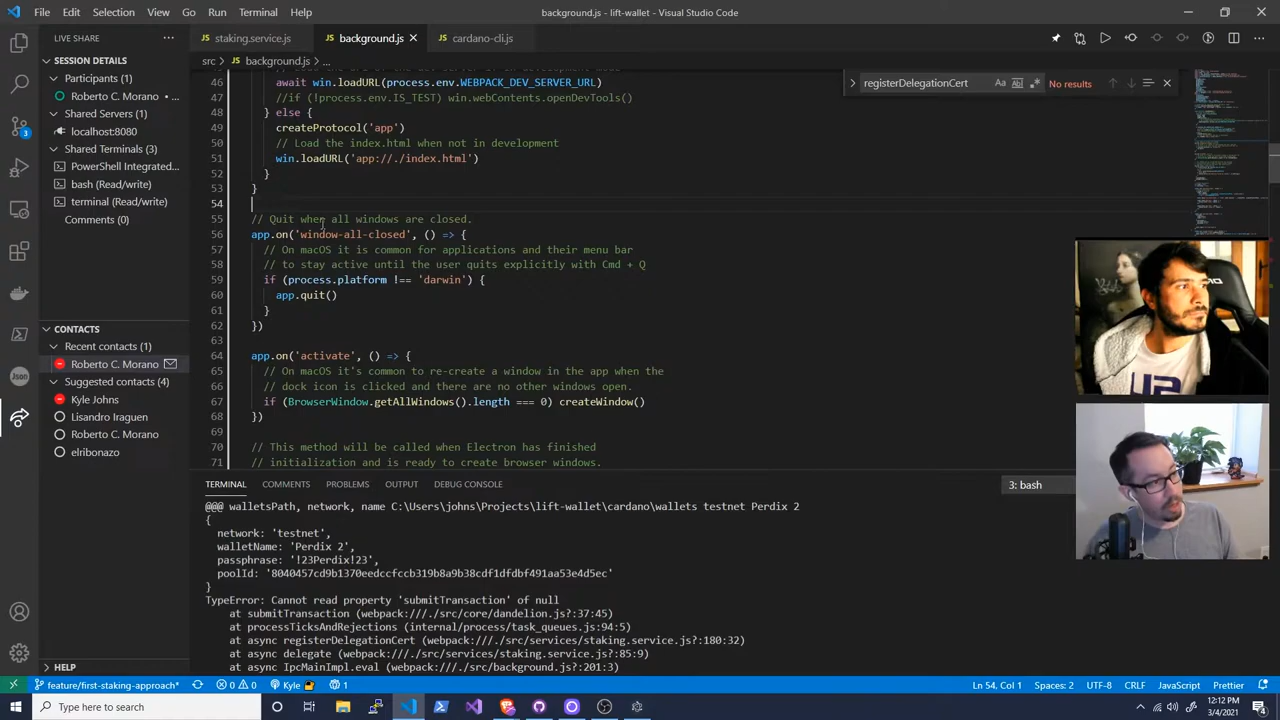 File Edit Selection View Go Run Terminal Help
background.js - lift-wallet - Visual Studio Code
LIVE SHARE
SESSION DETAILS
Participants (1)
Roberto C. Morano • ...
Shared Servers (1)
localhost:8080
Shared Terminals (3)
PowerShell Integrated...
bash (Read/write)
terminal (Read/write)
Comments (0)
CONTACTS
Recent contacts (1)
Roberto C. Morano
Suggested contacts (4)
Kyle Johns
Lisandro Iraguen
Roberto C. Morano
elribonazo
HELP
3
Json
JS staking.service.js
JS background.js
JS cardano-cli.js
src > JS background.js > ...
registerDelegationCert
Aa
No results
46 await win.loadURL(process.env.WEBPACK_DEV_SERVER_URL)
47 //if (!process.env.IS_TEST) win.webContents.openDevTools()
48 } else {
49 createProtocol('app')
50 // Load the index.html when not in development
51 win.loadURL('app://./index.html')
52 }
53 }
54
55 // Quit when all windows are closed.
56 app.on('window-all-closed', () => {
57 // On macOS it is common for applications and their menu bar
58 // to stay active until the user quits explicitly with Cmd + Q
59 if (process.platform !== 'darwin') {
60 app.quit()
61 }
62 })
63
64 app.on('activate', () => {
65 // On macOS it's common to re-create a window in the app when the
66 // dock icon is clicked and there are no other windows open.
67 if (BrowserWindow.getAllWindows().length === 0) createWindow()
68 })
69
70 // This method will be called when Electron has finished
71 // initialization and is ready to create browser windows.
TERMINAL COMMENTS PROBLEMS OUTPUT DEBUG CONSOLE
3: bash
@@@ walletsPath, network, name C:\Users\johns\Projects\lift-wallet\cardano\wallets testnet Perdix 2
{
network: 'testnet',
walletName: 'Perdix 2',
passphrase: '!23Perdix!23',
poolId: '8040457cd9b1370eedccfccb319b8a9b38cdf1dfdbf491aa53e4d5ec'
}
TypeError: Cannot read property 'submitTransaction' of null
at submitTransaction (webpack:///./src/core/dandelion.js?:37:45)
at processTicksAndRejections (internal/process/task_queues.js:94:5)
at async registerDelegationCert (webpack:///./src/services/staking.service.js?:180:32)
at async delegate (webpack:///./src/services/staking.service.js?:85:9)
at async IpcMainImpl.eval (webpack:///./src/background.js?:201:3)
feature/first-staking-approach* 0 0 Kyle 1
Ln 54, Col 1 Spaces: 2 UTF-8 CRLF JavaScript Prettier
Type here to search
12:12 PM
3/4/2021